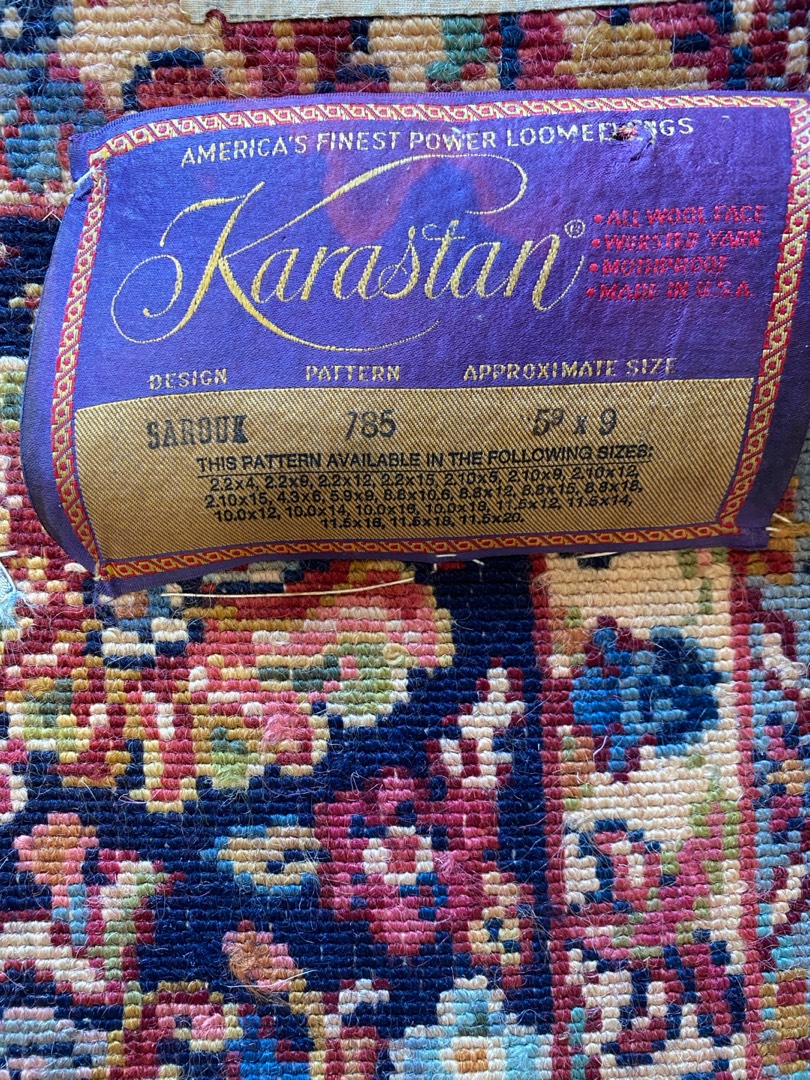 AMERICA'S FINEST POWER LOOMED
Karastan®
• ALL WOOL FACE
• WORSTED YARN
• MOTHPROOF
• MADE IN U.S.A.
DESIGN PATTERN APPROXIMATE SIZE
SAROUK 785 5⁹ x 9
THIS PATTERN AVAILABLE IN THE FOLLOWING SIZES:
2.2x4, 2.2x9, 2.2x12, 2.2x15, 2.10x5, 2.10x9, 2.10x12,
2.10x15, 4.3x6, 5.9x9, 8.8x10.6, 8.8x12, 8.8x15, 8.8x18,
10.0x12, 10.0x14, 10.0x16, 10.0x18, 11.5x12, 11.5x14,
11.5x16, 11.5x18, 11.5x20.